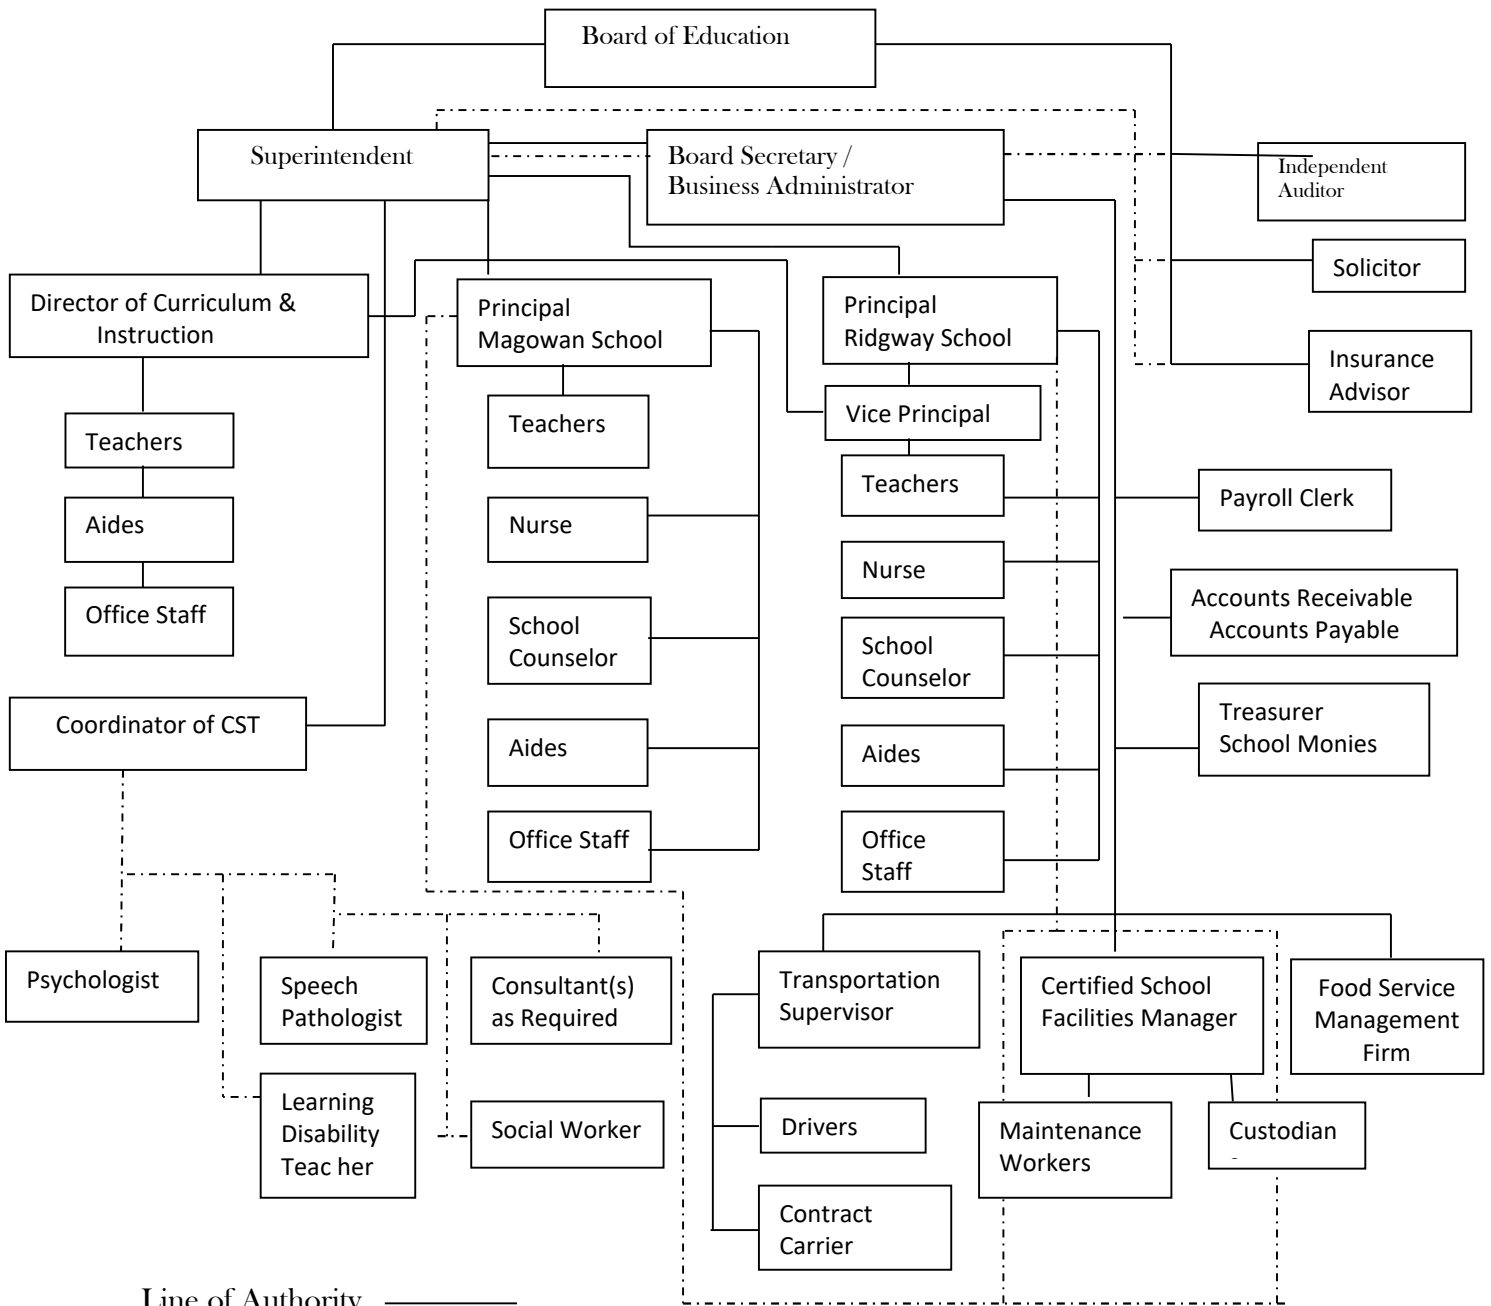 Board of Education
Superintendent
Board Secretary /
Business Administrator
Independent
Auditor
Solicitor
Director of Curriculum &
Instruction
Principal
Magowan School
Principal
Ridgway School
Insurance
Advisor
Teachers
Teachers
Vice Principal
Teachers
Payroll Clerk
Aides
Nurse
Nurse
Office Staff
School
Counselor
School
Counselor
Accounts Receivable
Accounts Payable
Coordinator of CST
Aides
Aides
Treasurer
School Monies
Office Staff
Office
Staff
Psychologist
Speech
Pathologist
Consultant(s)
as Required
Transportation
Supervisor
Certified School
Facilities Manager
Food Service
Management
Firm
Learning
Disability
Teac her
Social Worker
Drivers
Maintenance
Workers
Custodian
Contract
Carrier
Line of Authority